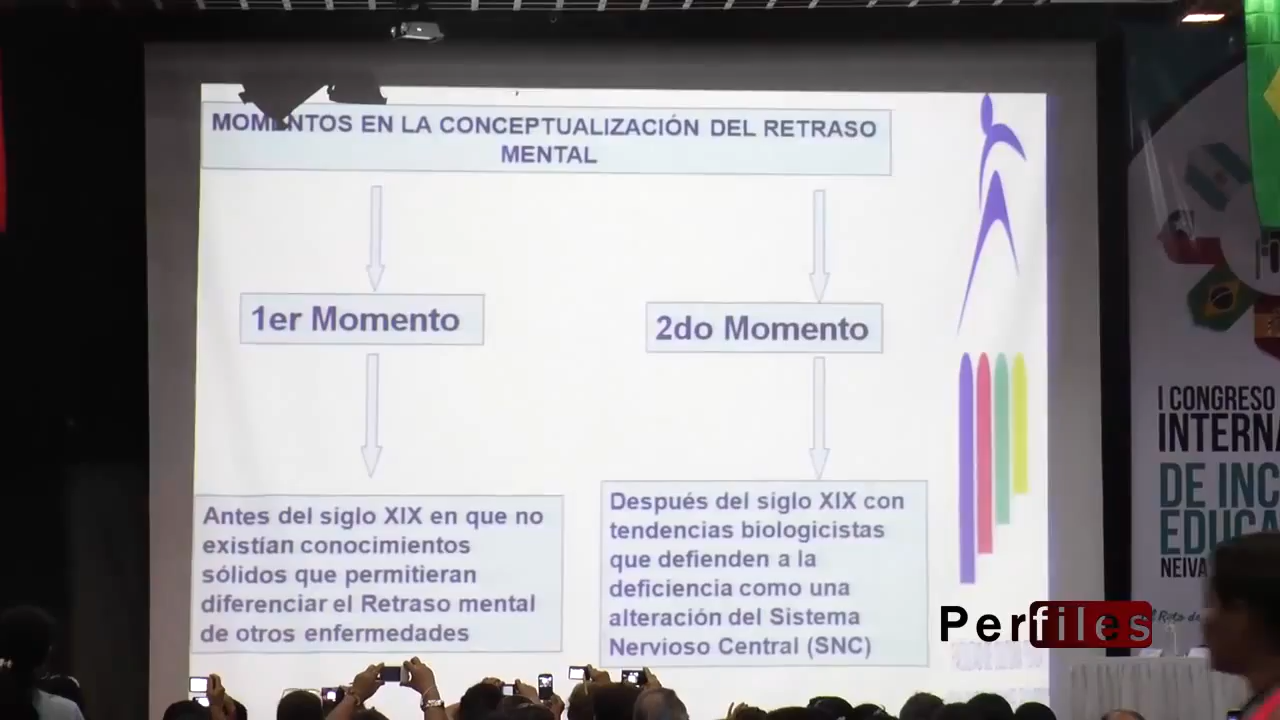 MOMENTOS EN LA CONCEPTUALIZACIÓN DEL RETRASO
MENTAL
1er Momento
2do Momento
Antes del siglo XIX en que no
existían conocimientos
sólidos que permitieran
diferenciar el Retraso mental
de otros enfermedades
Después del siglo XIX con
tendencias biologicistas
que defienden a la
deficiencia como una
alteración del Sistema
Nervioso Central (SNC)
I CONGRESO
INTERNA
DE INC
EDUCA
NEIVA
Perfiles